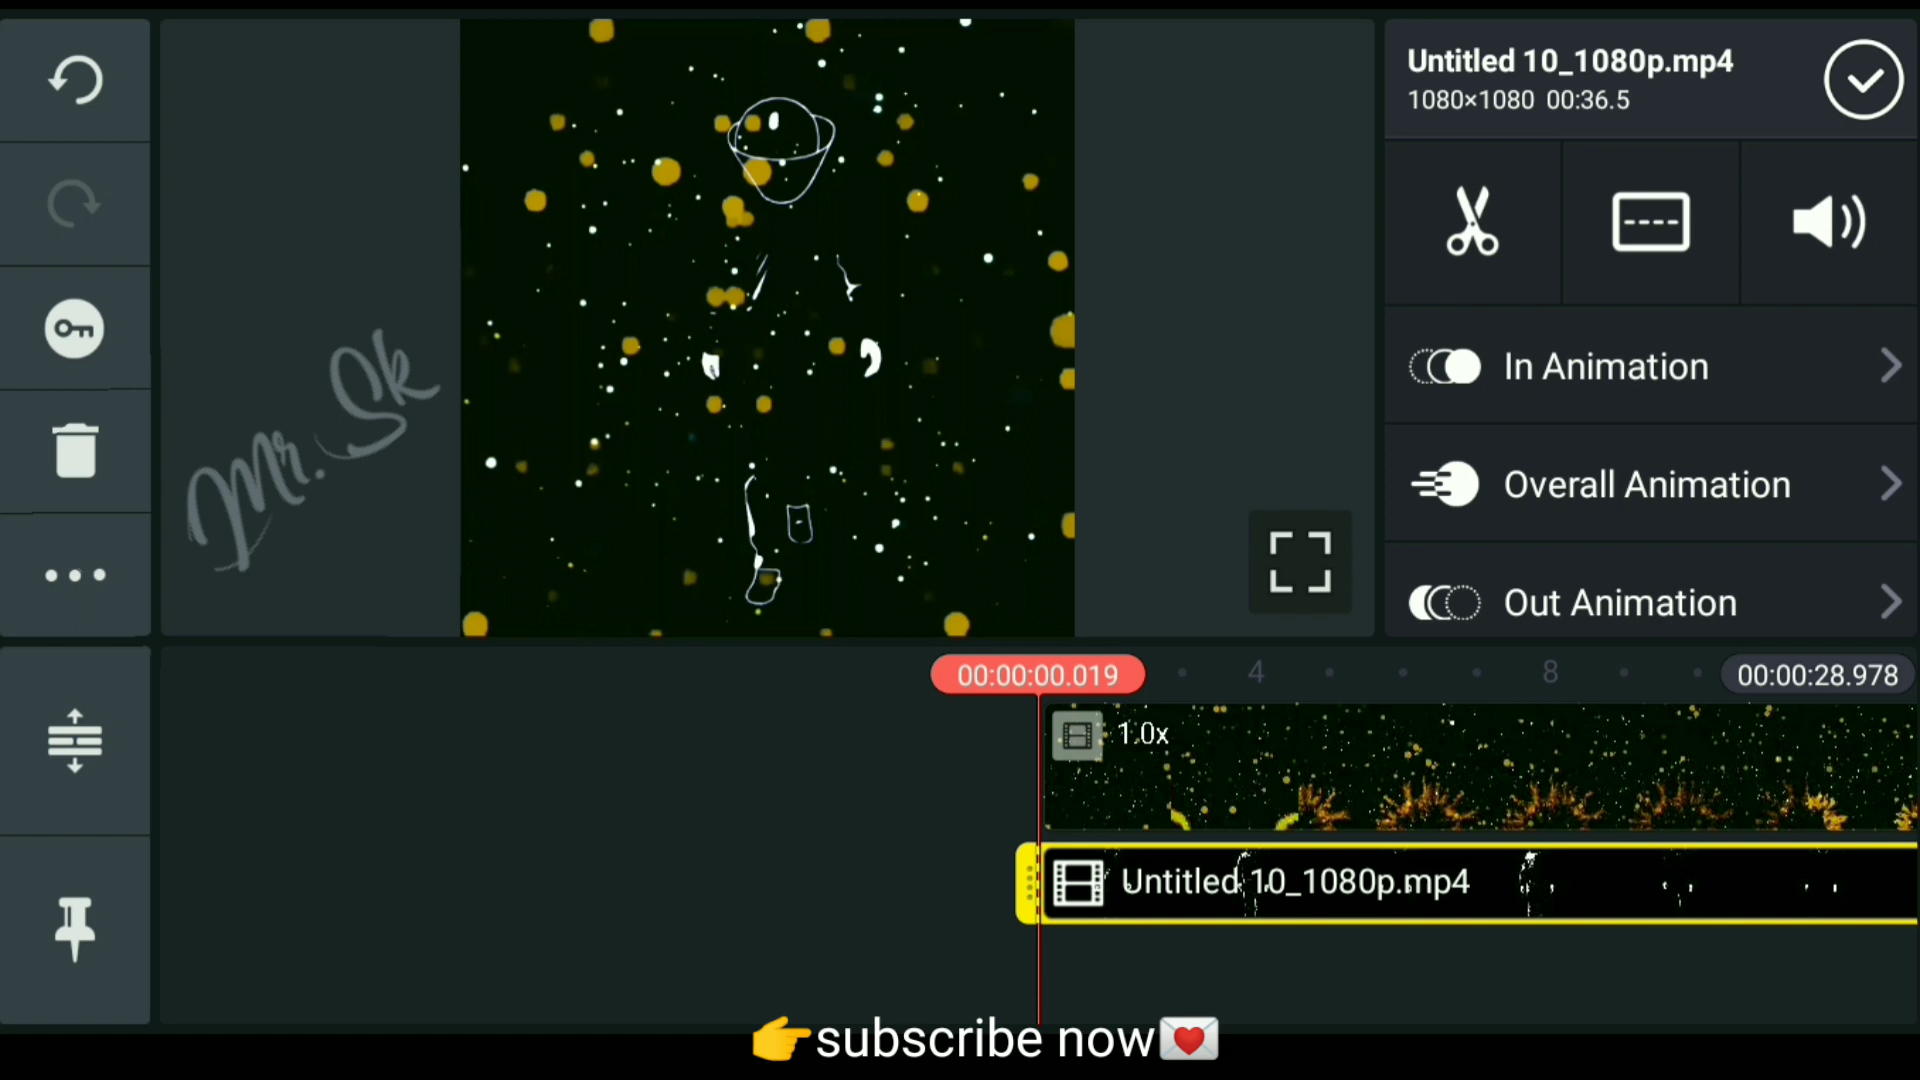 Untitled 10_1080p.mp4
1080×1080 00:36.5
In Animation
Overall Animation
Out Animation
Mr. Sk
00:00:00.019
4
8
00:00:28.978
1.0x
Untitled 10_1080p.mp4
👉subscribe now💌